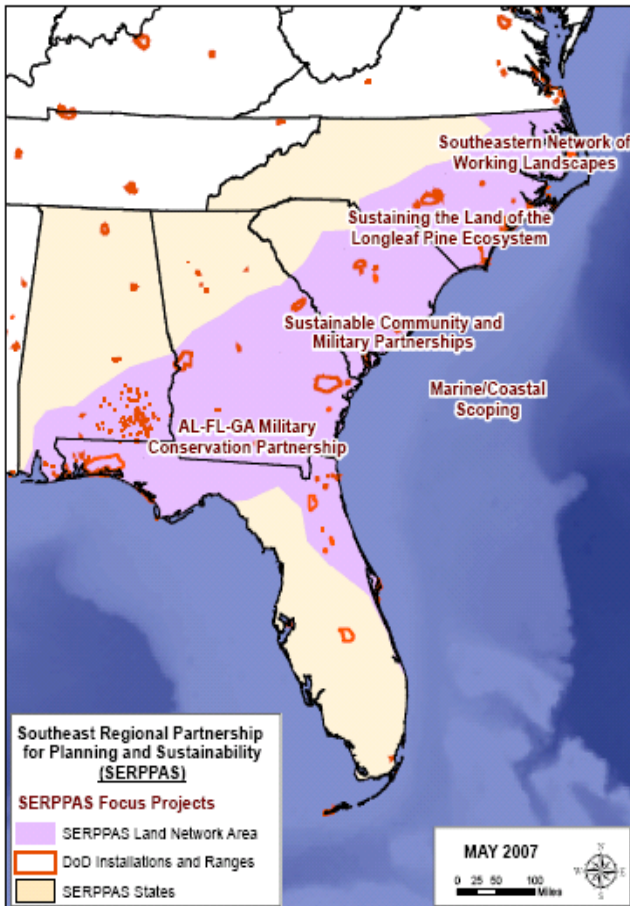 Southeastern Network of
Working Landscapes
Sustaining the Land of the
Longleaf Pine Ecosystem
Sustainable Community and
Military Partnerships
Marine/Coastal
Scoping
AL-FL-GA Military
Conservation Partnership
Southeast Regional Partnership
for Planning and Sustainability
(SERPPAS)
SERPPAS Focus Projects
SERPPAS Land Network Area
DoD Installations and Ranges
SERPPAS States
MAY 2007
0 25 50 100
Miles
N
W E
S